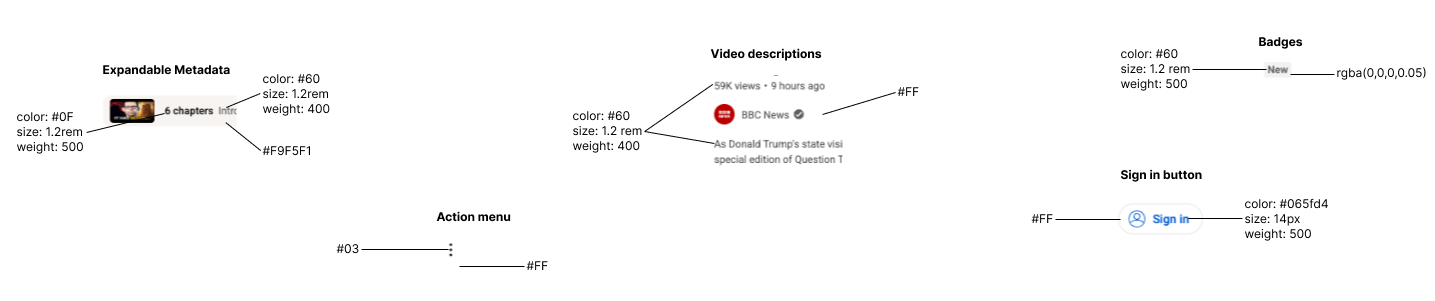 Expandable Metadata
color: #60
size: 1.2rem
weight: 400
6 chapters
color: #0F
size: 1.2rem
weight: 500
#F9F5F1
Action menu
#03
#FF
Video descriptions
59K views • 9 hours ago
#FF
color: #60
size: 1.2 rem
weight: 400
BBC News
As Donald Trump's state visi
special edition of Question T
Badges
color: #60
size: 1.2 rem
weight: 500
New
rgba(0,0,0,0.05)
Sign in button
#FF
Sign in
color: #065fd4
size: 14px
weight: 500